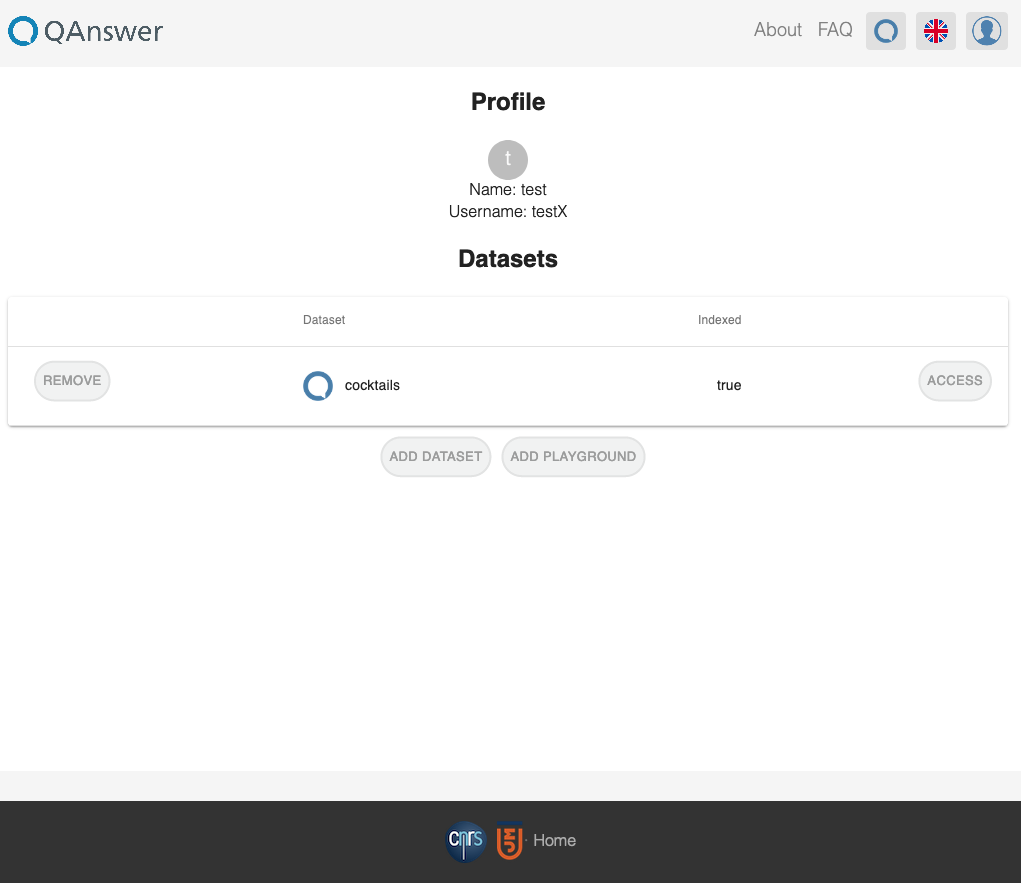 QAnswer About FAQ
Profile
t
Name: test
Username: testX
Datasets
Dataset Indexed
REMOVE cocktails true ACCESS
ADD DATASET ADD PLAYGROUND
cnrs UJM · Home